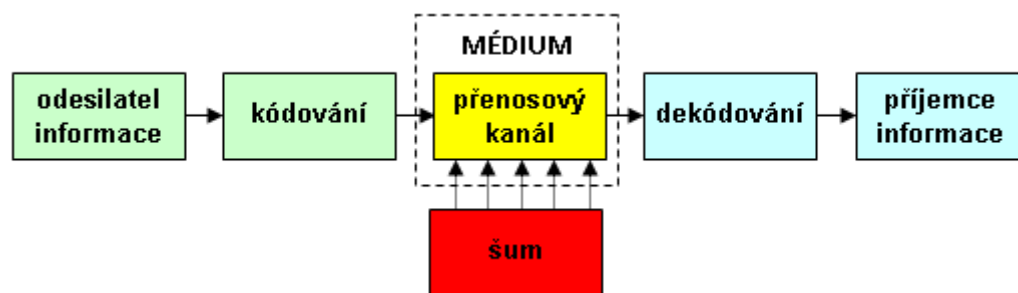 MÉDIUM
odesilatel
informace
kódování
přenosový
kanál
dekódování
příjemce
informace
šum